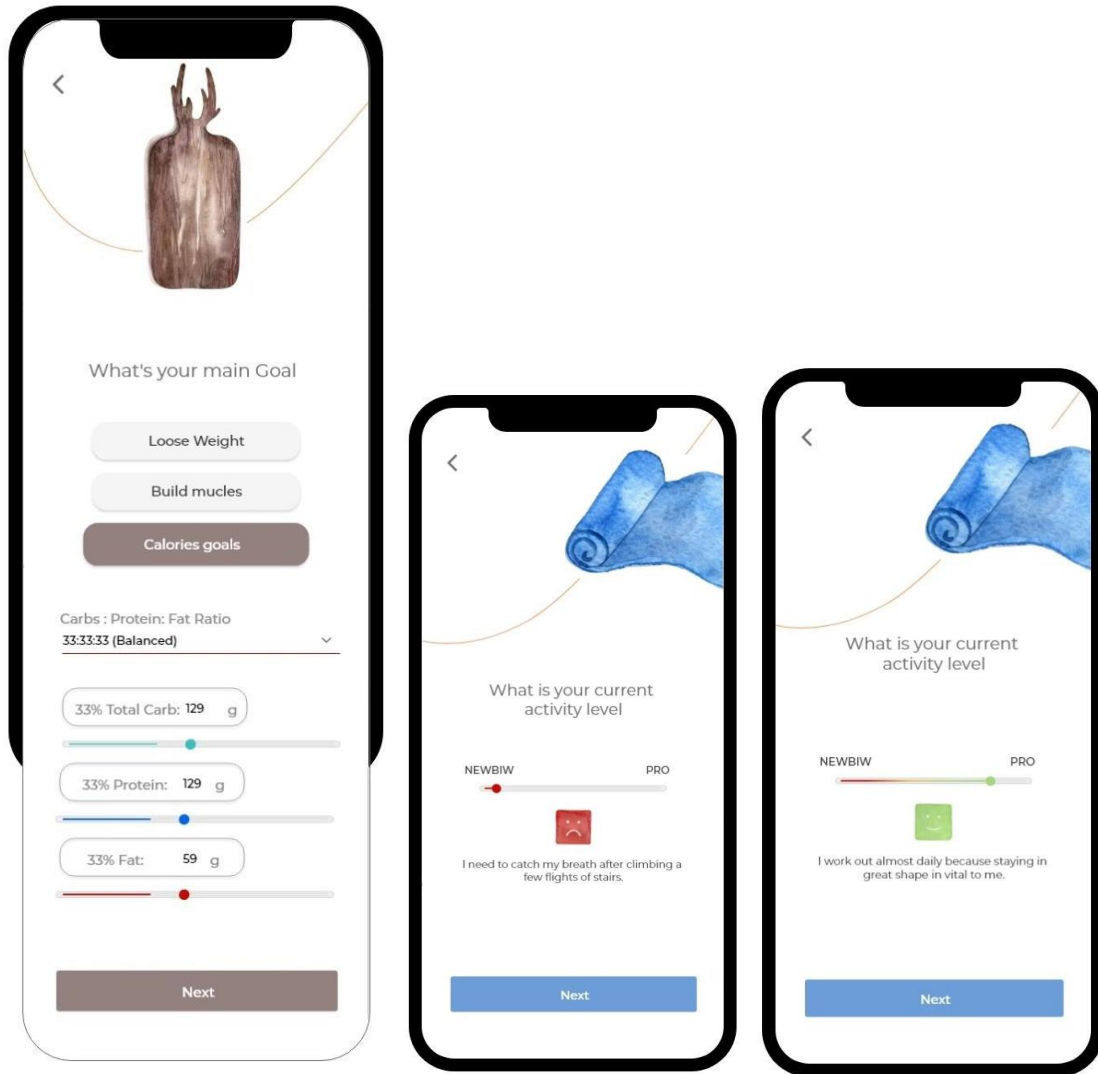 What's your main Goal
Loose Weight
Build mucles
Calories goals
Carbs : Protein: Fat Ratio
33:33:33 (Balanced)
33% Total Carb: 129 g
33% Protein: 129 g
33% Fat: 59 g
Next
What is your current
activity level
NEWBIW PRO
I need to catch my breath after climbing a
few flights of stairs.
Next
What is your current
activity level
NEWBIW PRO
I work out almost daily because staying in
great shape in vital to me.
Next